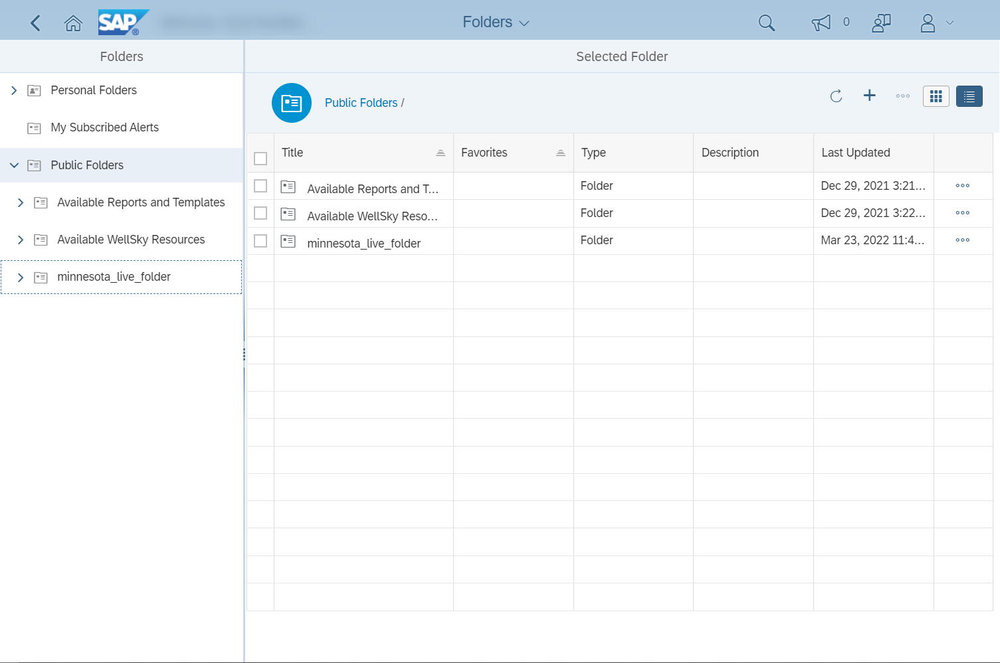 SAP ®
Folders
0
Folders
Selected Folder
Personal Folders
My Subscribed Alerts
Public Folders
Available Reports and Templates
Available WellSky Resources
minnesota_live_folder
Public Folders /
Title Favorites Type Description Last Updated
Available Reports and T... Folder Dec 29, 2021 3:21...
Available WellSky Reso... Folder Dec 29, 2021 3:22...
minnesota_live_folder Folder Mar 23, 2022 11:4...